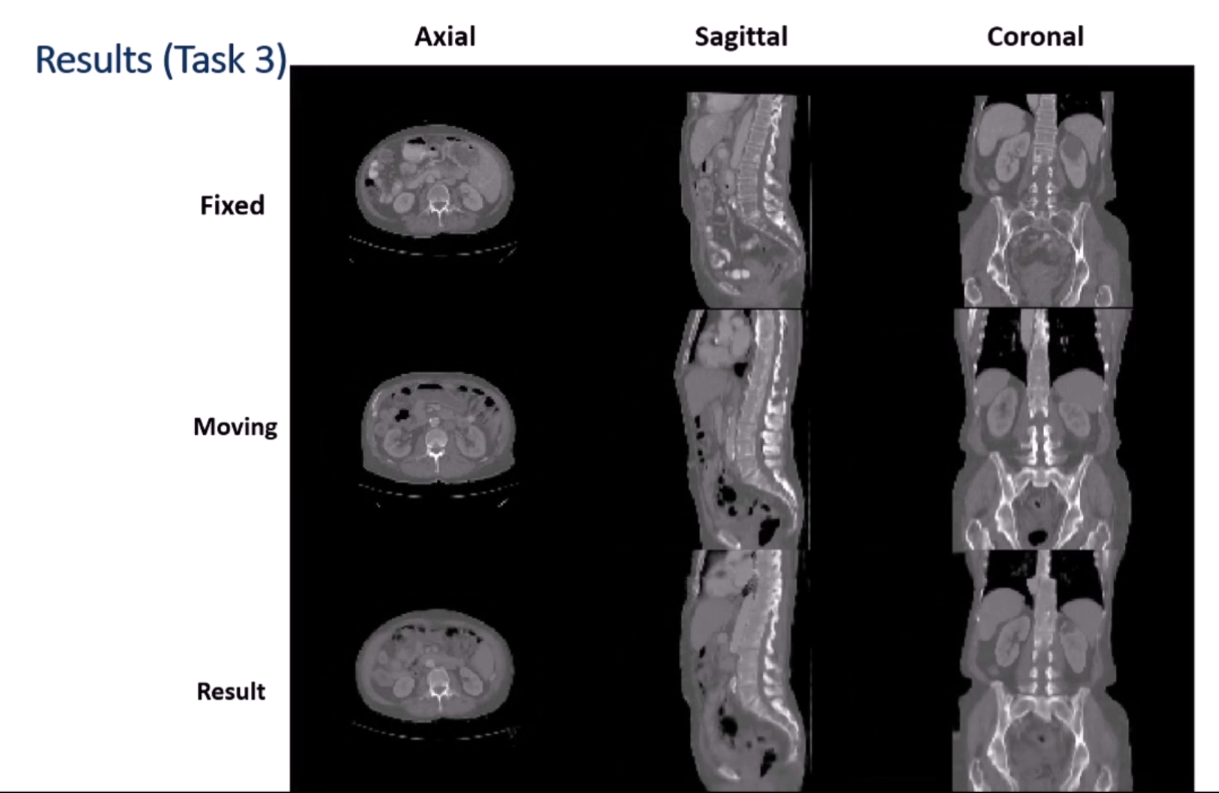 Results (Task 3)
Axial
Sagittal
Coronal
Fixed
Moving
Result